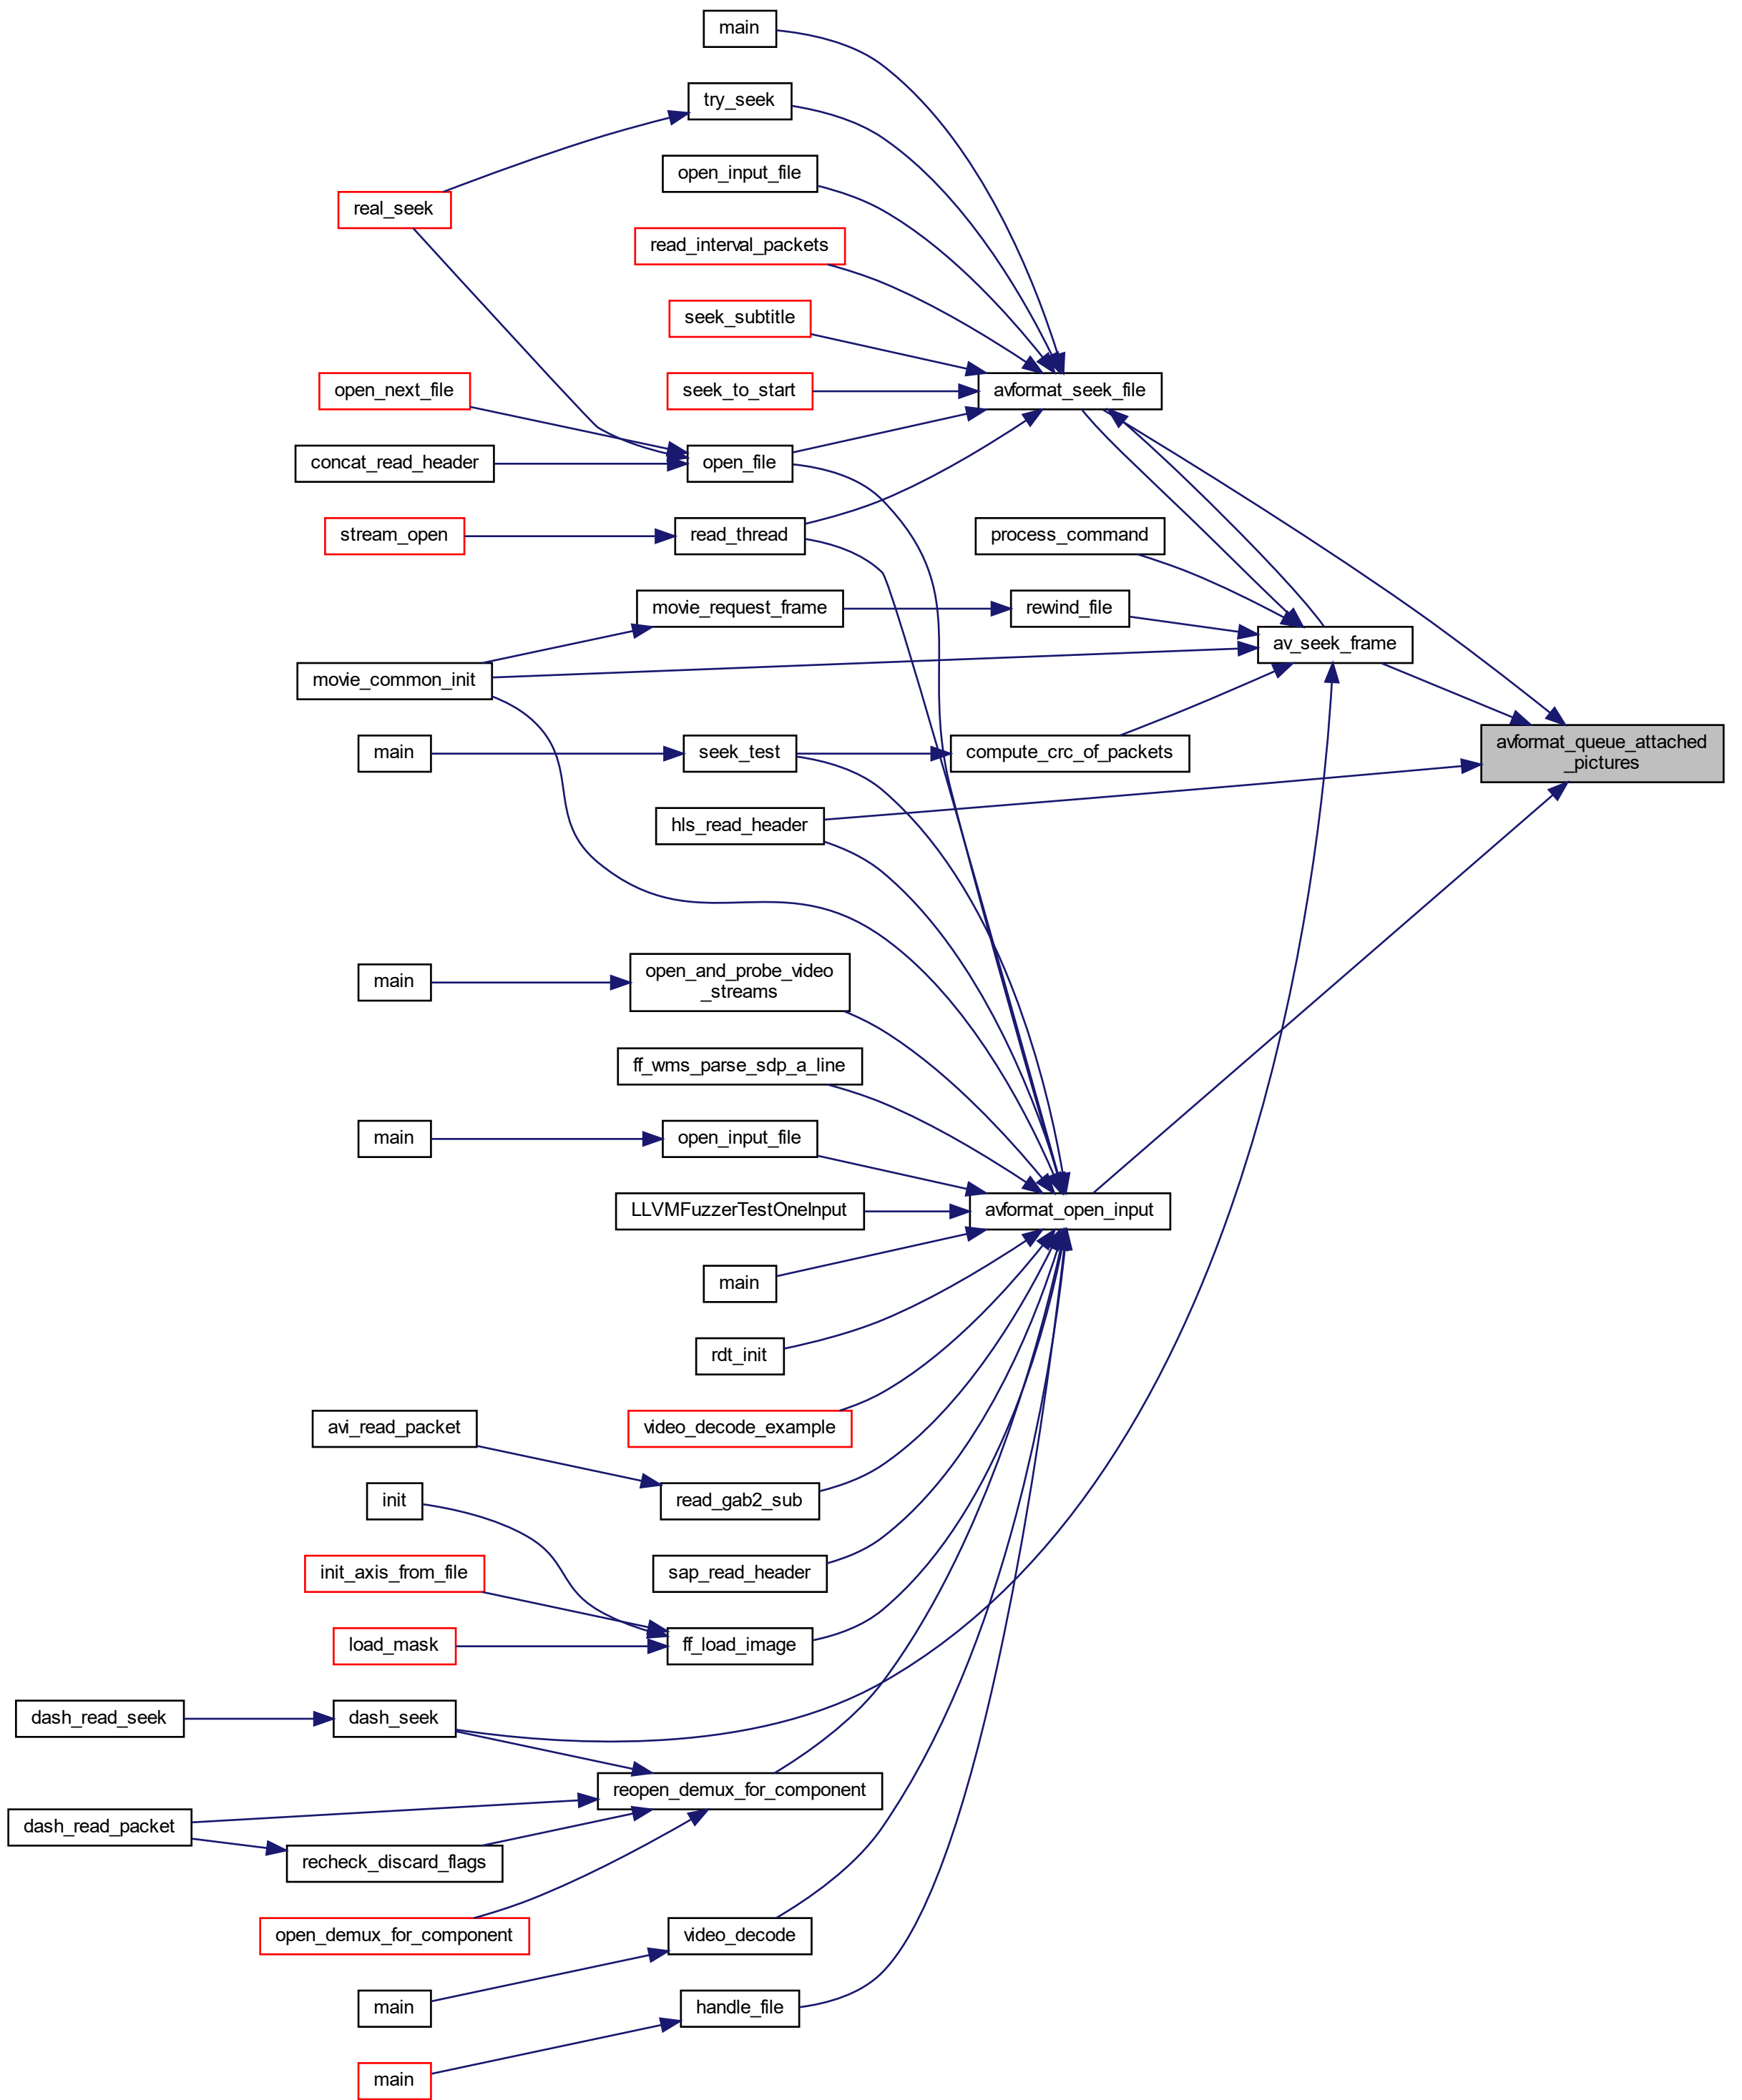 main
try_seek
open_input_file
real_seek
read_interval_packets
seek_subtitle
open_next_file
seek_to_start
avformat_seek_file
concat_read_header
open_file
stream_open
read_thread
process_command
movie_request_frame
rewind_file
av_seek_frame
movie_common_init
main
seek_test
compute_crc_of_packets
avformat_queue_attached
_pictures
hls_read_header
main
open_and_probe_video
_streams
ff_wms_parse_sdp_a_line
main
open_input_file
LLVMFuzzerTestOneInput
avformat_open_input
main
rdt_init
avi_read_packet
video_decode_example
init
read_gab2_sub
init_axis_from_file
sap_read_header
load_mask
ff_load_image
dash_read_seek
dash_seek
reopen_demux_for_component
dash_read_packet
recheck_discard_flags
open_demux_for_component
video_decode
main
handle_file
main